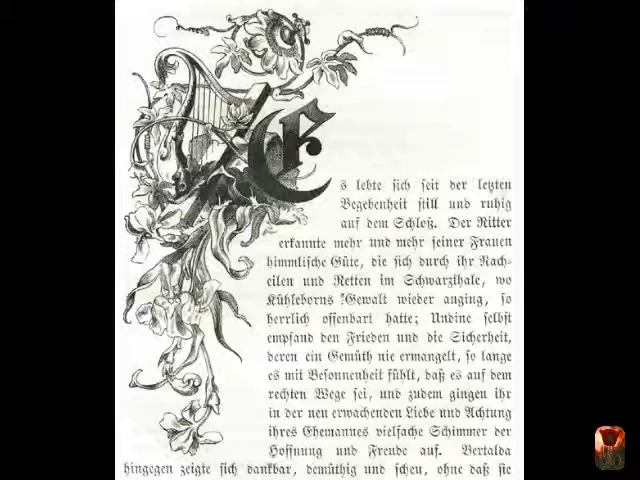 Es lebte sich seit der letzten
Begebenheit still und ruhig
auf dem Schloß. Der Ritter
erkannte mehr und mehr seiner Frauen
himmlische Güte, die sich durch ihr Nach-
eilen und Retten im Schwarzthale, wo
Kühleborns Gewalt wieder anging, so
herrlich offenbart hatte; Undine selbst
empfand den Frieden und die Sicherheit,
deren ein Gemüth nie ermangelt, so lange
es mit Besonnenheit fühlt, daß es auf dem
rechten Wege sei, und zudem gingen ihr
in der neu erwachenden Liebe und Achtung
ihres Ehemannes vielfache Schimmer der
Hoffnung und Freude auf. Bertalda
hingegen zeigte sich dankbar, demüthig und scheu, ohne daß sie